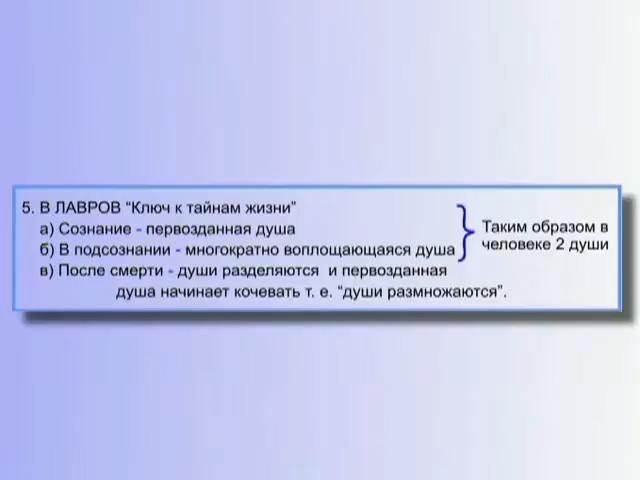 5. В ЛАВРОВ “Ключ к тайнам жизни”
а) Сознание - первозданная душа
б) В подсознании - многократно воплощающаяся душа
в) После смерти - души разделяются и первозданная
душа начинает кочевать т. е. “души размножаются”.
Таким образом в
человеке 2 души